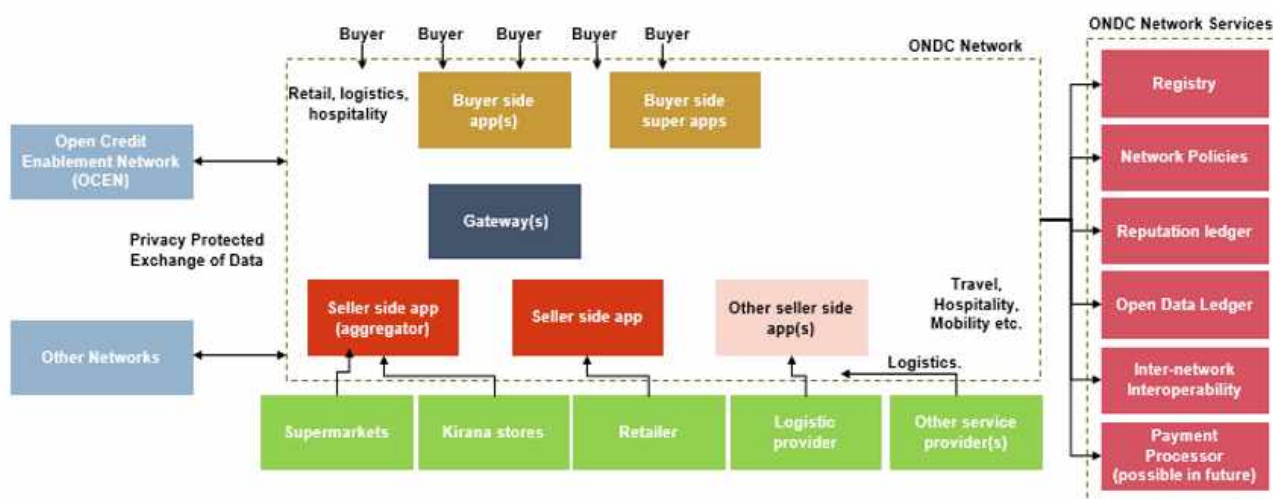 ONDC Network Services
Buyer Buyer Buyer Buyer Buyer
ONDC Network
Retail, logistics,
hospitality
Buyer side
app(s)
Buyer side
super apps
Registry
Open Credit
Enablement Network
(OCEN)
Network Policies
Gateway(s)
Privacy Protected
Exchange of Data
Reputation ledger
Seller side app
(aggregator)
Seller side app
Other seller side
app(s)
Travel,
Hospitality,
Mobility etc.
Open Data Ledger
Other Networks
Logistics.
Inter-network
Interoperability
Supermarkets
Kirana stores
Retailer
Logistic
provider
Other service
provider(s)
Payment
Processor
(possible in future)